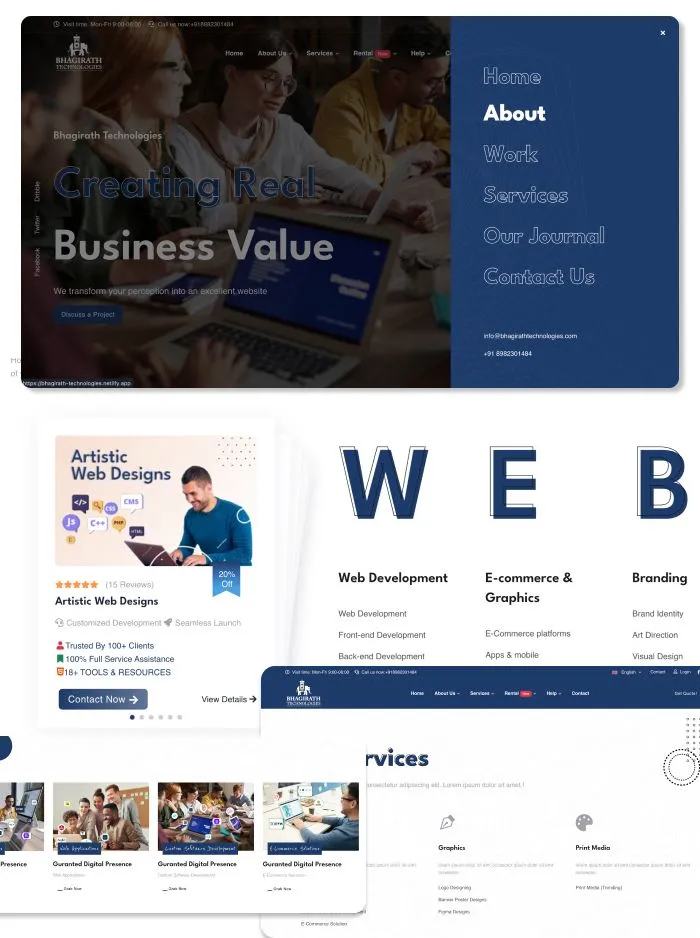 Visit time: Mon-Fri 9:00-06:00 Call us now:+918982301484
BHAGIRATH
TECHNOLOGIES
Home About Us Services Rental New Help
Bhagirath Technologies
Creating Real
Business Value
We transform your perception into an excellent website
Discuss a Project
Dribble
Twitter
Facebook
https://bhagirath-technologies.netlify.app
Home
About
Work
Services
Our Journal
Contact Us
info@bhagirathtechnologies.com
+91 8982301484
Artistic
Web Designs
</>
CSS
CMS
Js
C++
PHP
HTML
20%
Off
(15 Reviews)
Artistic Web Designs
Customized Development Seamless Launch
Trusted By 100+ Clients
100% Full Service Assistance
18+ TOOLS & RESOURCES
Contact Now
View Details
W E B
Web Development
Web Development
Front-end Development
Back-end Development
E-commerce &
Graphics
E-Commerce platforms
Apps & mobile
Branding
Brand Identity
Art Direction
Visual Design
Visit time: Mon-Fri 9:00-06:00 Call us now:+918982301484 English Contact Login
BHAGIRATH
TECHNOLOGIES
Home About Us Services Rental New Help Contact Get Quote!
rvices
onsectetur adipiscing elit. Lorem ipsum dolor sit amet.!
Graphics
Logo Designing
Banner Poster Designs
Figma Designs
Print Media
Print Media (Trending)
E-Commerce Solution
Presence
Web Applications
Guranted Digital Presence
Web Applications
Grab Now
Custom Software Development
Guranted Digital Presence
Custom Software Development
Grab Now
E-Commerce Solutions
Guranted Digital Presence
E-Commerce Solution
Grab Now